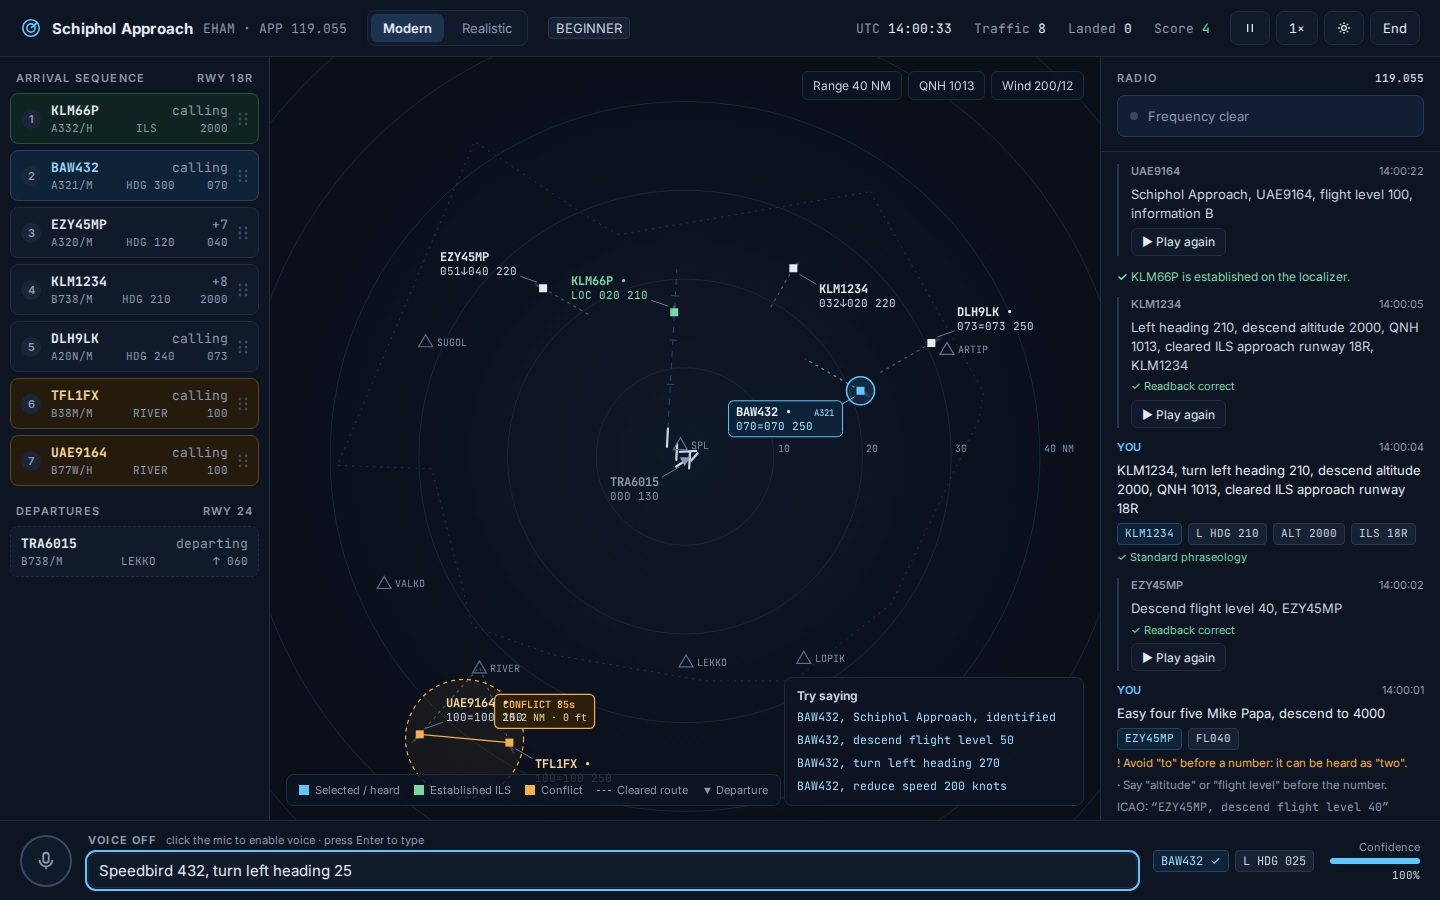 Schiphol Approach EHAM · APP 119.055 Modern Realistic BEGINNER UTC 14:00:33 Traffic 8 Landed 0 Score 4 1× End
ARRIVAL SEQUENCE RWY 18R
1 KLM66P calling
A332/H ILS 2000
2 BAW432 calling
A321/M HDG 300 070
3 EZY45MP +7
A320/M HDG 120 040
4 KLM1234 +8
B738/M HDG 210 2000
5 DLH9LK calling
A20N/M HDG 240 073
6 TFL1FX calling
B38M/M RIVER 100
7 UAE9164 calling
B77W/H RIVER 100
DEPARTURES RWY 24
TRA6015 departing
B738/M LEKKO ↑ 060
Range 40 NM QNH 1013 Wind 200/12
EZY45MP
051↓040 220
KLM66P •
LOC 020 210
KLM1234
032↓020 220
DLH9LK •
073=073 250
SUGOL
ARTIP
BAW432 • A321
070=070 250
SPL
10 20 30 40 NM
TRA6015
000 130
VALKO
RIVER
LEKKO
LOPIK
UAE9164
100=100
CONFLICT 85s
NM · 0 ft
TFL1FX •
100=100 250
Selected / heard Established ILS Conflict --- Cleared route ▼ Departure
Try saying
BAW432, Schiphol Approach, identified
BAW432, descend flight level 50
BAW432, turn left heading 270
BAW432, reduce speed 200 knots
RADIO 119.055
Frequency clear
UAE9164 14:00:22
Schiphol Approach, UAE9164, flight level 100,
information B
▶ Play again
✓ KLM66P is established on the localizer.
KLM1234 14:00:05
Left heading 210, descend altitude 2000, QNH
1013, cleared ILS approach runway 18R,
KLM1234
✓ Readback correct
▶ Play again
YOU 14:00:04
KLM1234, turn left heading 210, descend altitude
2000, QNH 1013, cleared ILS approach runway
18R
KLM1234 L HDG 210 ALT 2000 ILS 18R
✓ Standard phraseology
EZY45MP 14:00:02
Descend flight level 40, EZY45MP
✓ Readback correct
▶ Play again
YOU 14:00:01
Easy four five Mike Papa, descend to 4000
EZY45MP FL040
! Avoid "to" before a number: it can be heard as "two".
· Say "altitude" or "flight level" before the number.
ICAO: “EZY45MP, descend flight level 40”
VOICE OFF click the mic to enable voice · press Enter to type
Speedbird 432, turn left heading 25
BAW432 ✓ L HDG 025
Confidence
100%